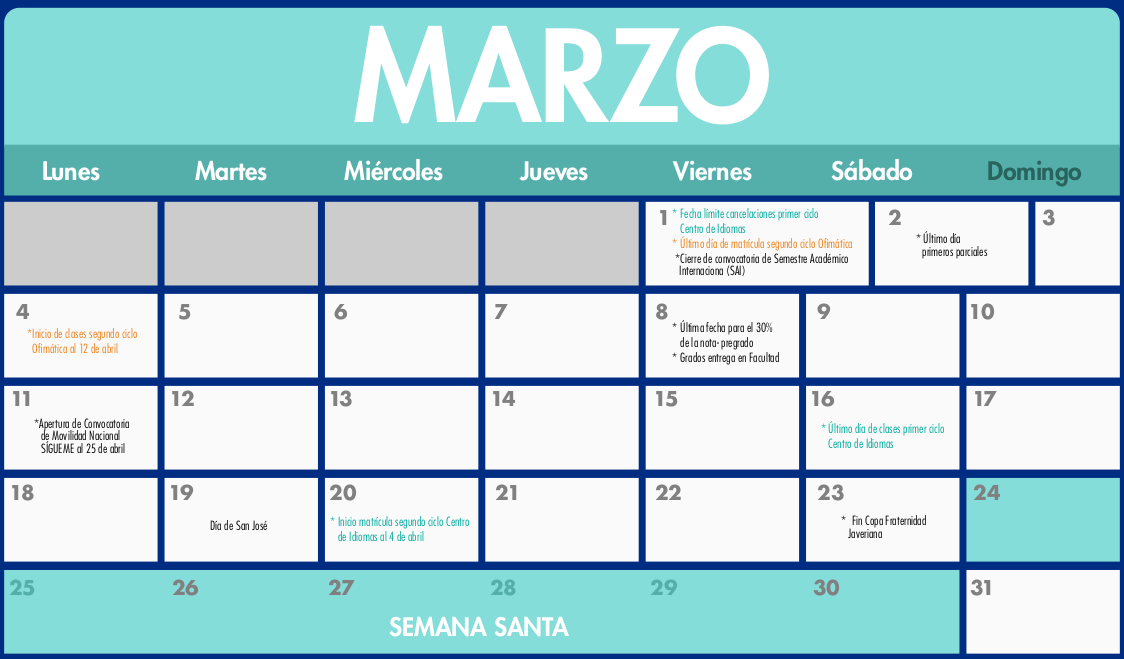 MARZO
Lunes Martes Miércoles Jueves Viernes Sábado Domingo
1 * Fecha límite cancelaciones primer ciclo
Centro de Idiomas
* Último día de matrícula segundo ciclo Ofimática
*Cierre de convocatoria de Semestre Académico
Internaciona (SAI)
2
* Último día
primeros parciales
3
4
*Inicio de clases segundo ciclo
Ofimática al 12 de abril
5
6
7
8
* Última fecha para el 30%
de la nota- pregrado
* Grados entrega en Facultad
9
10
11
*Apertura de Convocatoria
de Movilidad Nacional
SÍGUEME al 25 de abril
12
13
14
15
16
* Último día de clases primer ciclo
Centro de Idiomas
17
18
19
Día de San José
20
* Inicio matrícula segundo ciclo Centro
de Idiomas al 4 de abril
21
22
23
* Fin Copa Fraternidad
Javeriana
24
25 26 27 28 29 30
SEMANA SANTA
31